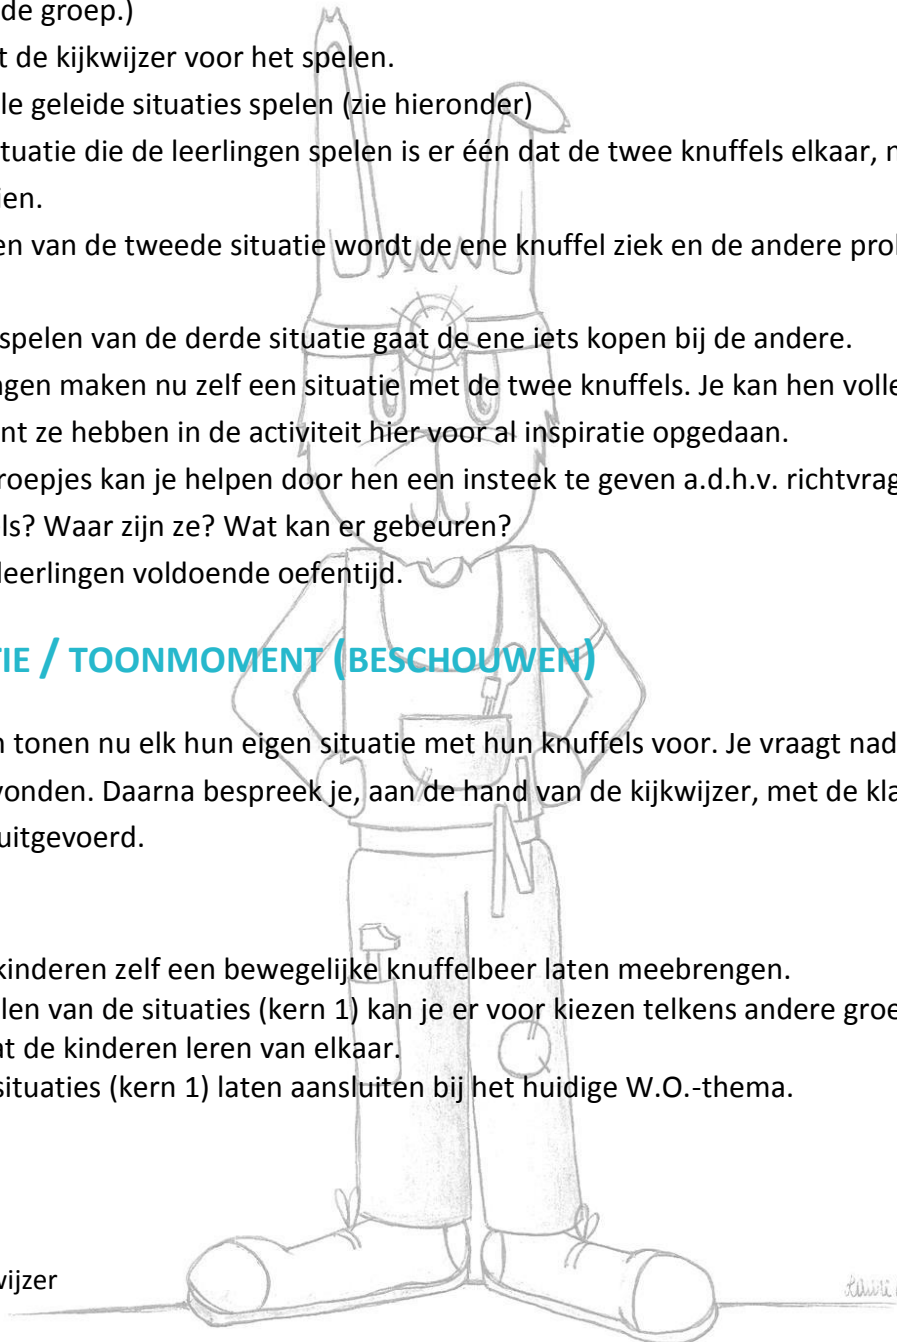 de groep.)
t de kijkwijzer voor het spelen.
le geleide situaties spelen (zie hieronder)
tuatie die de leerlingen spelen is er één dat de twee knuffels elkaar, n
ien.
en van de tweede situatie wordt de ene knuffel ziek en de andere pro
spelen van de derde situatie gaat de ene iets kopen bij de andere.
ngen maken nu zelf een situatie met de twee knuffels. Je kan hen volle
nt ze hebben in de activiteit hier voor al inspiratie opgedaan.
roepjes kan je helpen door hen een insteek te geven a.d.h.v. richtvrag
ls? Waar zijn ze? Wat kan er gebeuren?
leerlingen voldoende oefentijd.
TIE / TOONMOMENT (BESCHOUWEN)
n tonen nu elk hun eigen situatie met hun knuffels voor. Je vraagt nad
vonden. Daarna bespreek je, aan de hand van de kijkwijzer, met de kla
uitgevoerd.
kinderen zelf een bewegelijke knuffelbeer laten meebrengen.
len van de situaties (kern 1) kan je er voor kiezen telkens andere groe
at de kinderen leren van elkaar.
situaties (kern 1) laten aansluiten bij het huidige W.O.-thema.
wijzer